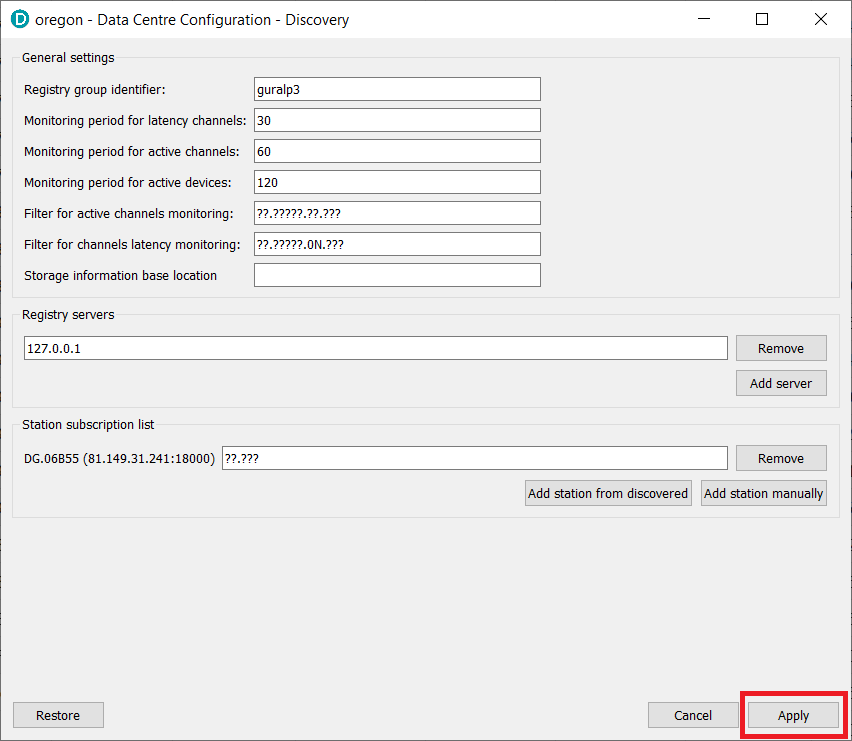 D oregon - Data Centre Configuration - Discovery
General settings
Registry group identifier: guralp3
Monitoring period for latency channels: 30
Monitoring period for active channels: 60
Monitoring period for active devices: 120
Filter for active channels monitoring: ??.?????.??.???
Filter for channels latency monitoring: ??.?????.0N.???
Storage information base location
Registry servers
127.0.0.1 Remove
Add server
Station subscription list
DG.06B55 (81.149.31.241:18000) ??.??? Remove
Add station from discovered Add station manually
Restore Cancel Apply